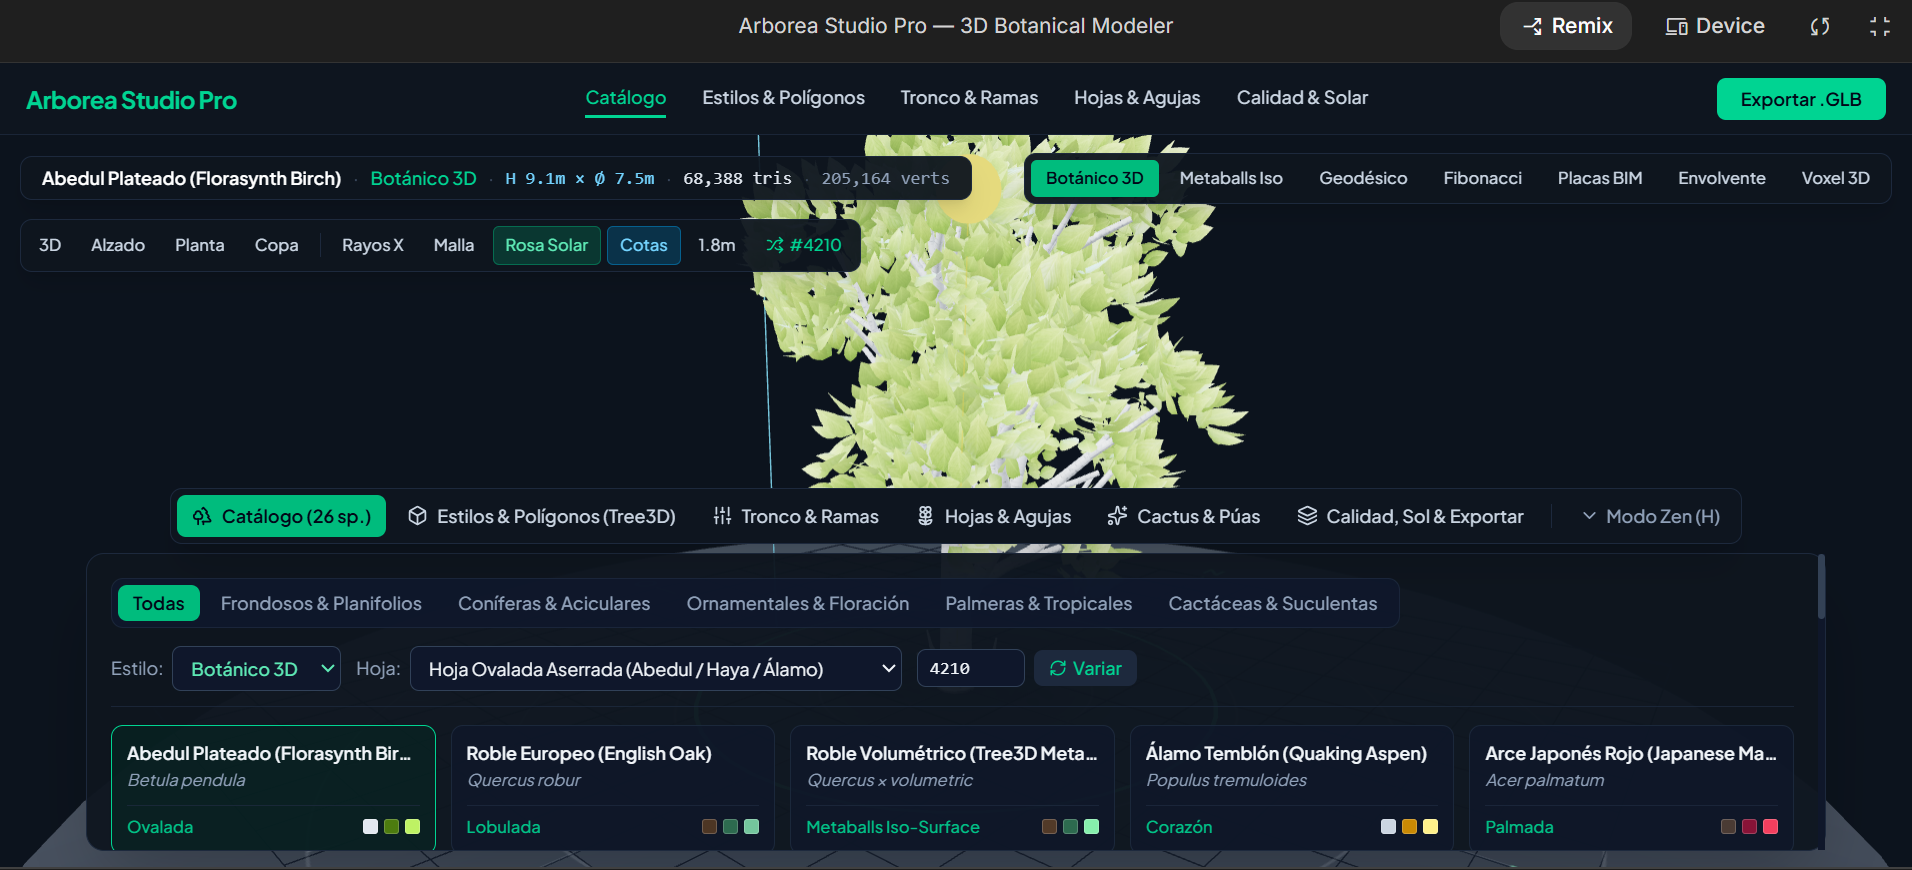 Arborea Studio Pro — 3D Botanical Modeler
Remix
Device
Arborea Studio Pro
Catálogo
Estilos & Polígonos
Tronco & Ramas
Hojas & Agujas
Calidad & Solar
Exportar .GLB
Abedul Plateado (Florasynth Birch) · Botánico 3D · H 9.1m × Ø 7.5m · 68,388 tris · 205,164 verts
Botánico 3D
Metaballs Iso
Geodésico
Fibonacci
Placas BIM
Envolvente
Voxel 3D
3D
Alzado
Planta
Copa
Rayos X
Malla
Rosa Solar
Cotas
1.8m
#4210
Catálogo (26 sp.)
Estilos & Polígonos (Tree3D)
Tronco & Ramas
Hojas & Agujas
Cactus & Púas
Calidad, Sol & Exportar
Modo Zen (H)
Todas
Frondosos & Planifolios
Coníferas & Aciculares
Ornamentales & Floración
Palmeras & Tropicales
Cactáceas & Suculentas
Estilo:
Botánico 3D
Hoja:
Hoja Ovalada Aserrada (Abedul / Haya / Álamo)
4210
Variar
Abedul Plateado (Florasynth Bir...
Betula pendula
Ovalada
Roble Europeo (English Oak)
Quercus robur
Lobulada
Roble Volumétrico (Tree3D Meta...
Quercus × volumetric
Metaballs Iso-Surface
Álamo Temblón (Quaking Aspen)
Populus tremuloides
Corazón
Arce Japonés Rojo (Japanese Ma...
Acer palmatum
Palmada